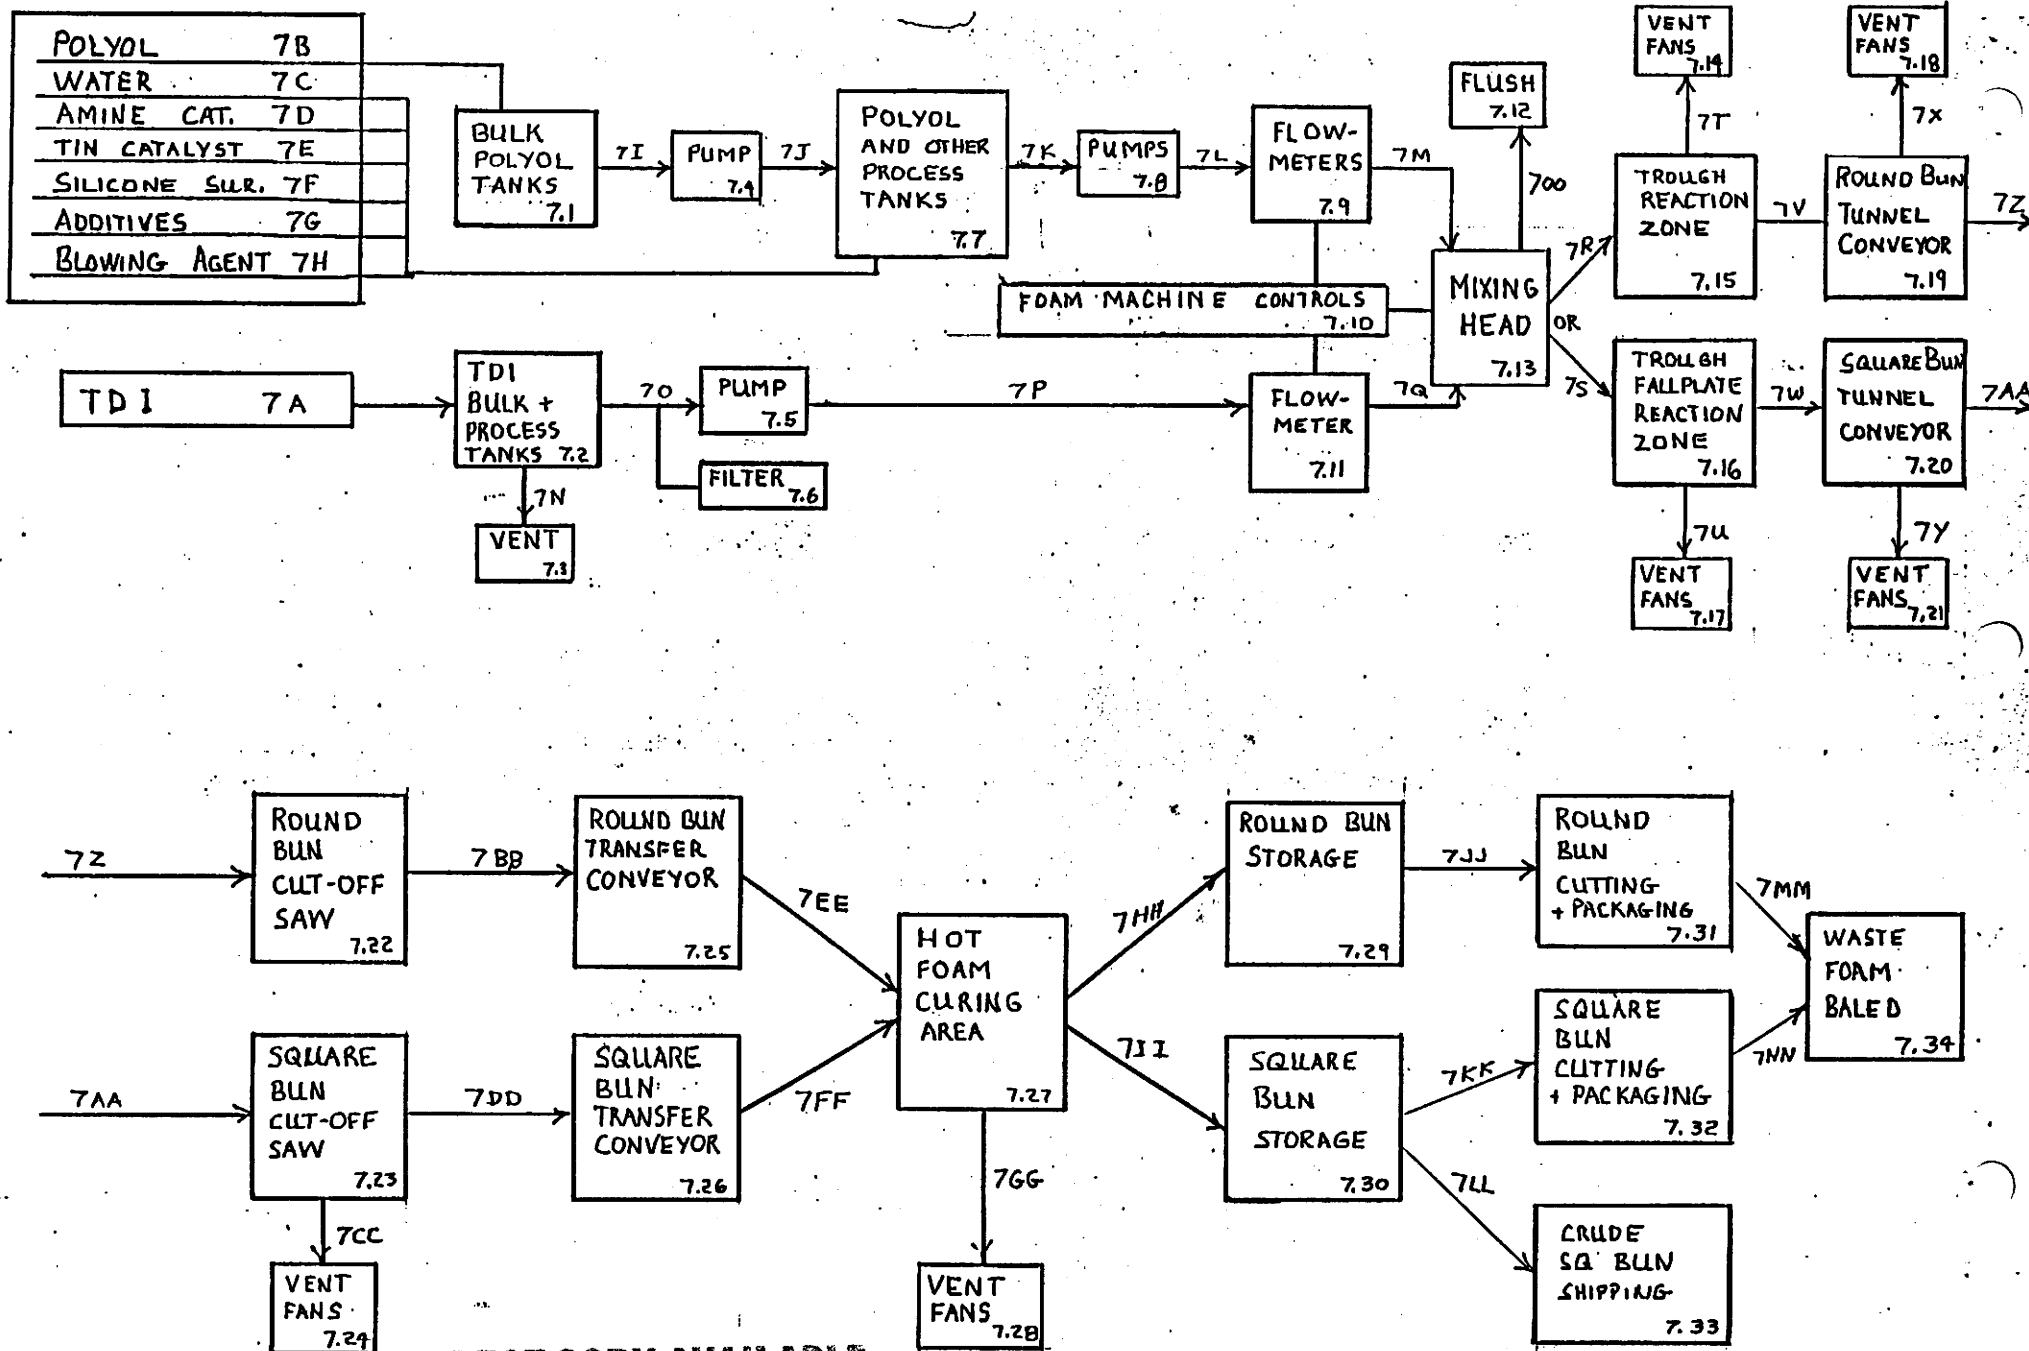 POLYOL 7B
WATER 7C
AMINE CAT. 7D
TIN CATALYST 7E
SILICONE SUR. 7F
ADDITIVES 7G
BLOWING AGENT 7H
BULK
POLYOL
TANKS
7.1
7I
PUMP
7.4
7J
POLYOL
AND OTHER
PROCESS
TANKS
7.7
7K
PUMPS
7.8
7L
FLOW-
METERS
7.9
7M
FLUSH
7.12
7OO
FOAM MACHINE CONTROLS
7.10
MIXING
HEAD
7.13
7R
OR
7S
VENT
FANS
7.14
7T
TROUGH
REACTION
ZONE
7.15
7V
VENT
FANS
7.18
7X
ROUND BUN
TUNNEL
CONVEYOR
7.19
7Z
TDI 7A
TDI
BULK +
PROCESS
TANKS 7.2
7N
VENT
7.3
7O
PUMP
7.5
FILTER
7.6
7P
FLOW-
METER
7.11
7Q
TROUGH
FALLPLATE
REACTION
ZONE
7.16
7U
VENT
FANS
7.17
7W
SQUARE BUN
TUNNEL
CONVEYOR
7.20
7AA
7Y
VENT
FANS
7.21
7Z
ROUND
BUN
CUT-OFF
SAW
7.22
7BB
ROUND BUN
TRANSFER
CONVEYOR
7.25
7EE
7AA
SQUARE
BUN
CUT-OFF
SAW
7.23
7CC
VENT
FANS
7.24
7DD
SQUARE
BUN
TRANSFER
CONVEYOR
7.26
7FF
HOT
FOAM
CURING
AREA
7.27
7GG
VENT
FANS
7.28
7HH
ROUND BUN
STORAGE
7.29
7JJ
ROUND
BUN
CUTTING
+ PACKAGING
7.31
7MM
7II
SQUARE
BUN
STORAGE
7.30
7KK
SQUARE
BUN
CUTTING
+ PACKAGING
7.32
7NN
WASTE
FOAM
BALED
7.34
7LL
CRUDE
SQ BUN
SHIPPING
7.33